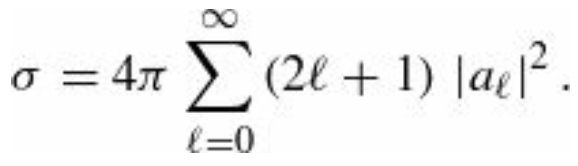 σ = 4π ∑_{ℓ=0}^{∞} (2ℓ + 1) |a_ℓ|² .